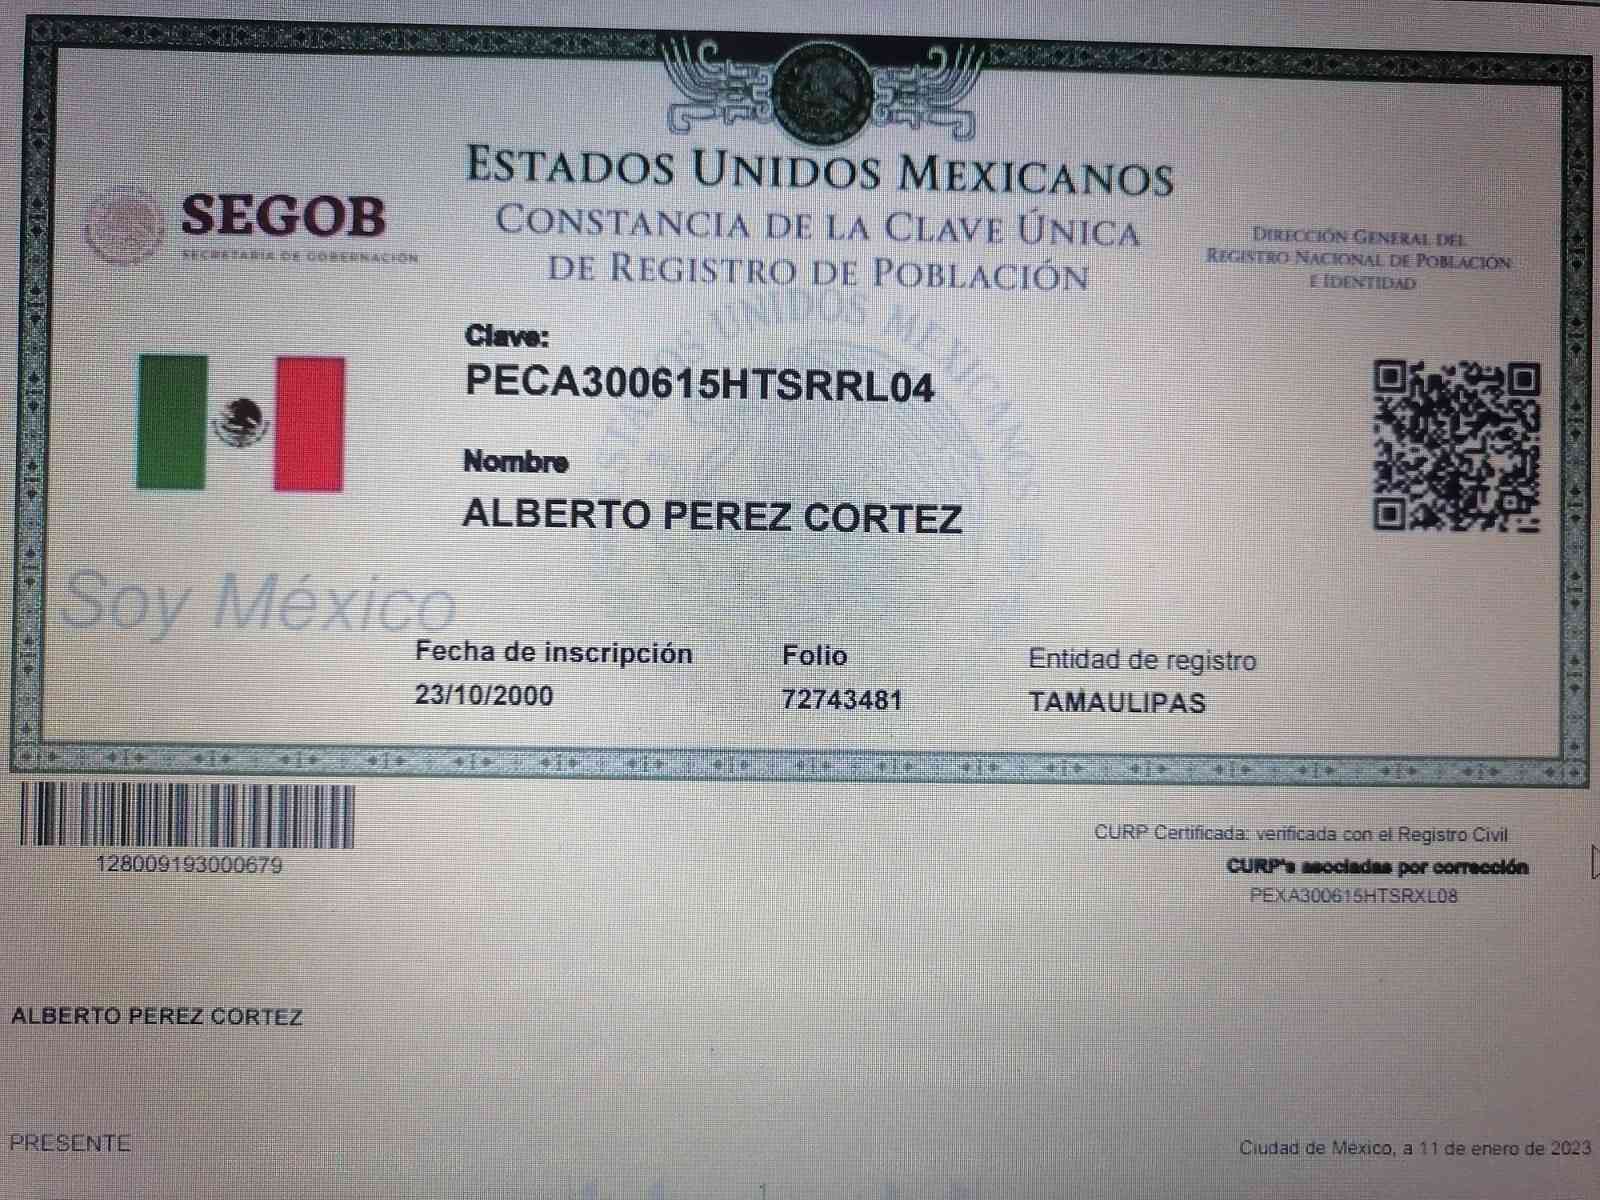 ESTADOS UNIDOS MEXICANOS
CONSTANCIA DE LA CLAVE ÚNICA
DE REGISTRO DE POBLACIÓN
SEGOB
SECRETARÍA DE GOBERNACIÓN
DIRECCIÓN GENERAL DEL
REGISTRO NACIONAL DE POBLACIÓN
E IDENTIDAD
ESTADOS UNIDOS MEXICANOS
Clave:
PECA300615HTSRRL04
Nombre
ALBERTO PEREZ CORTEZ
Soy México
Fecha de inscripción Folio Entidad de registro
23/10/2000 72743481 TAMAULIPAS
128009193000679
CURP Certificada: verificada con el Registro Civil
CURP's asociadas por corrección
PEXA300615HTSRXL08
ALBERTO PEREZ CORTEZ
PRESENTE
Ciudad de México, a 11 de enero de 2023